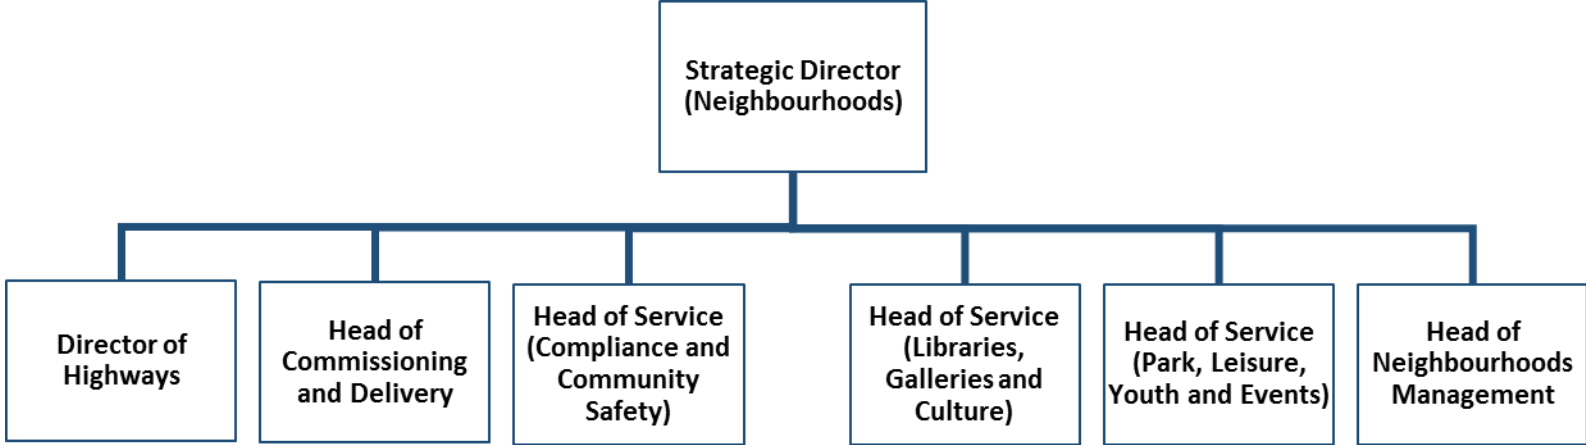 Strategic Director
(Neighbourhoods)
Director of
Highways
Head of
Commissioning
and Delivery
Head of Service
(Compliance and
Community
Safety)
Head of Service
(Libraries,
Galleries and
Culture)
Head of Service
(Park, Leisure,
Youth and Events)
Head of
Neighbourhoods
Management